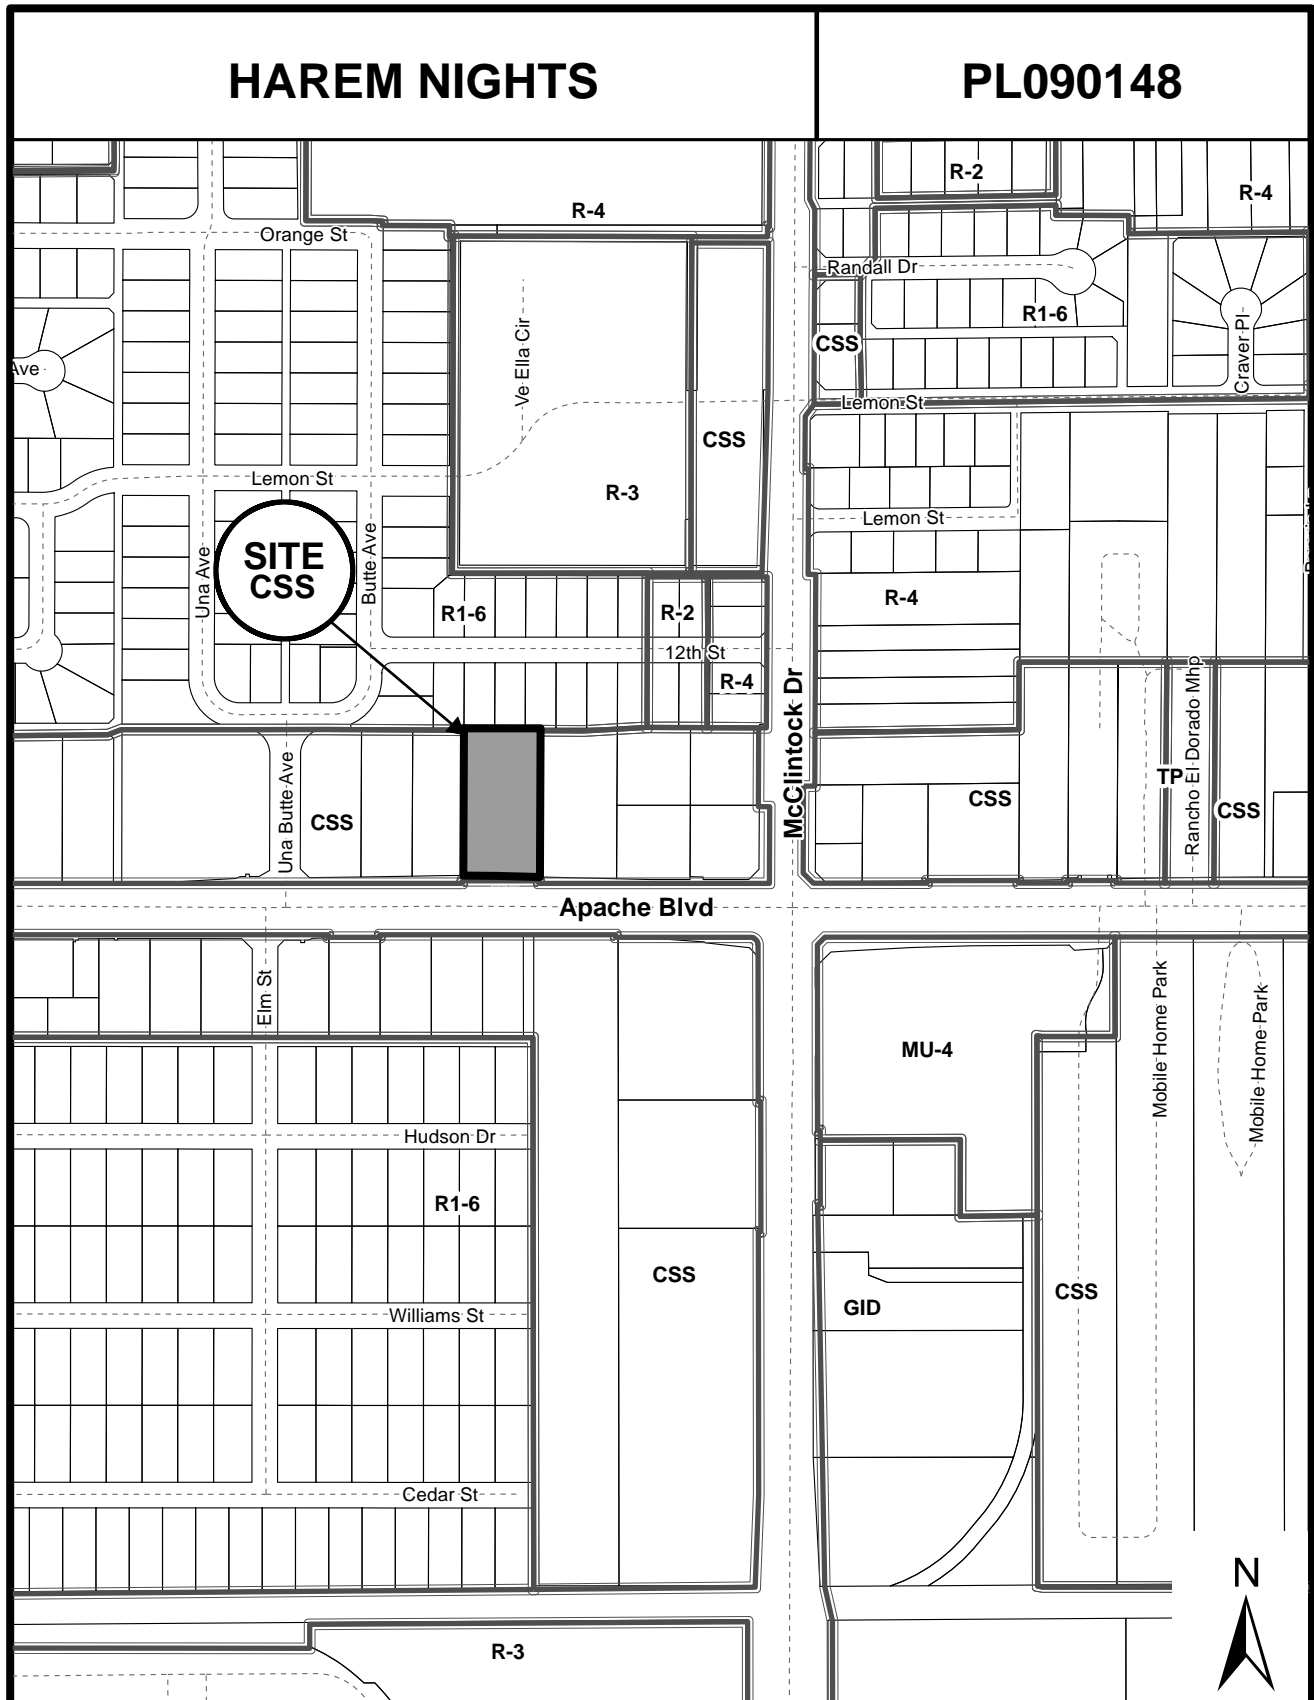 HAREM NIGHTS
PL090148
R-2
R-4
R-4
Orange St
Randall Dr
R1-6
CSS
Craver Pl
Ve Ella Cir
Ave
Lemon St
CSS
Lemon St
R-3
Lemon St
SITE
CSS
Una Ave
Butte Ave
R1-6
R-2
R-4
12th St
R-4
McClintock Dr
Rancho El Dorado Mhp
TP
CSS
CSS
Una Butte Ave
CSS
Apache Blvd
Elm St
Mobile Home Park
Mobile Home Park
MU-4
Hudson Dr
R1-6
CSS
CSS
GID
Williams St
Cedar St
N
R-3